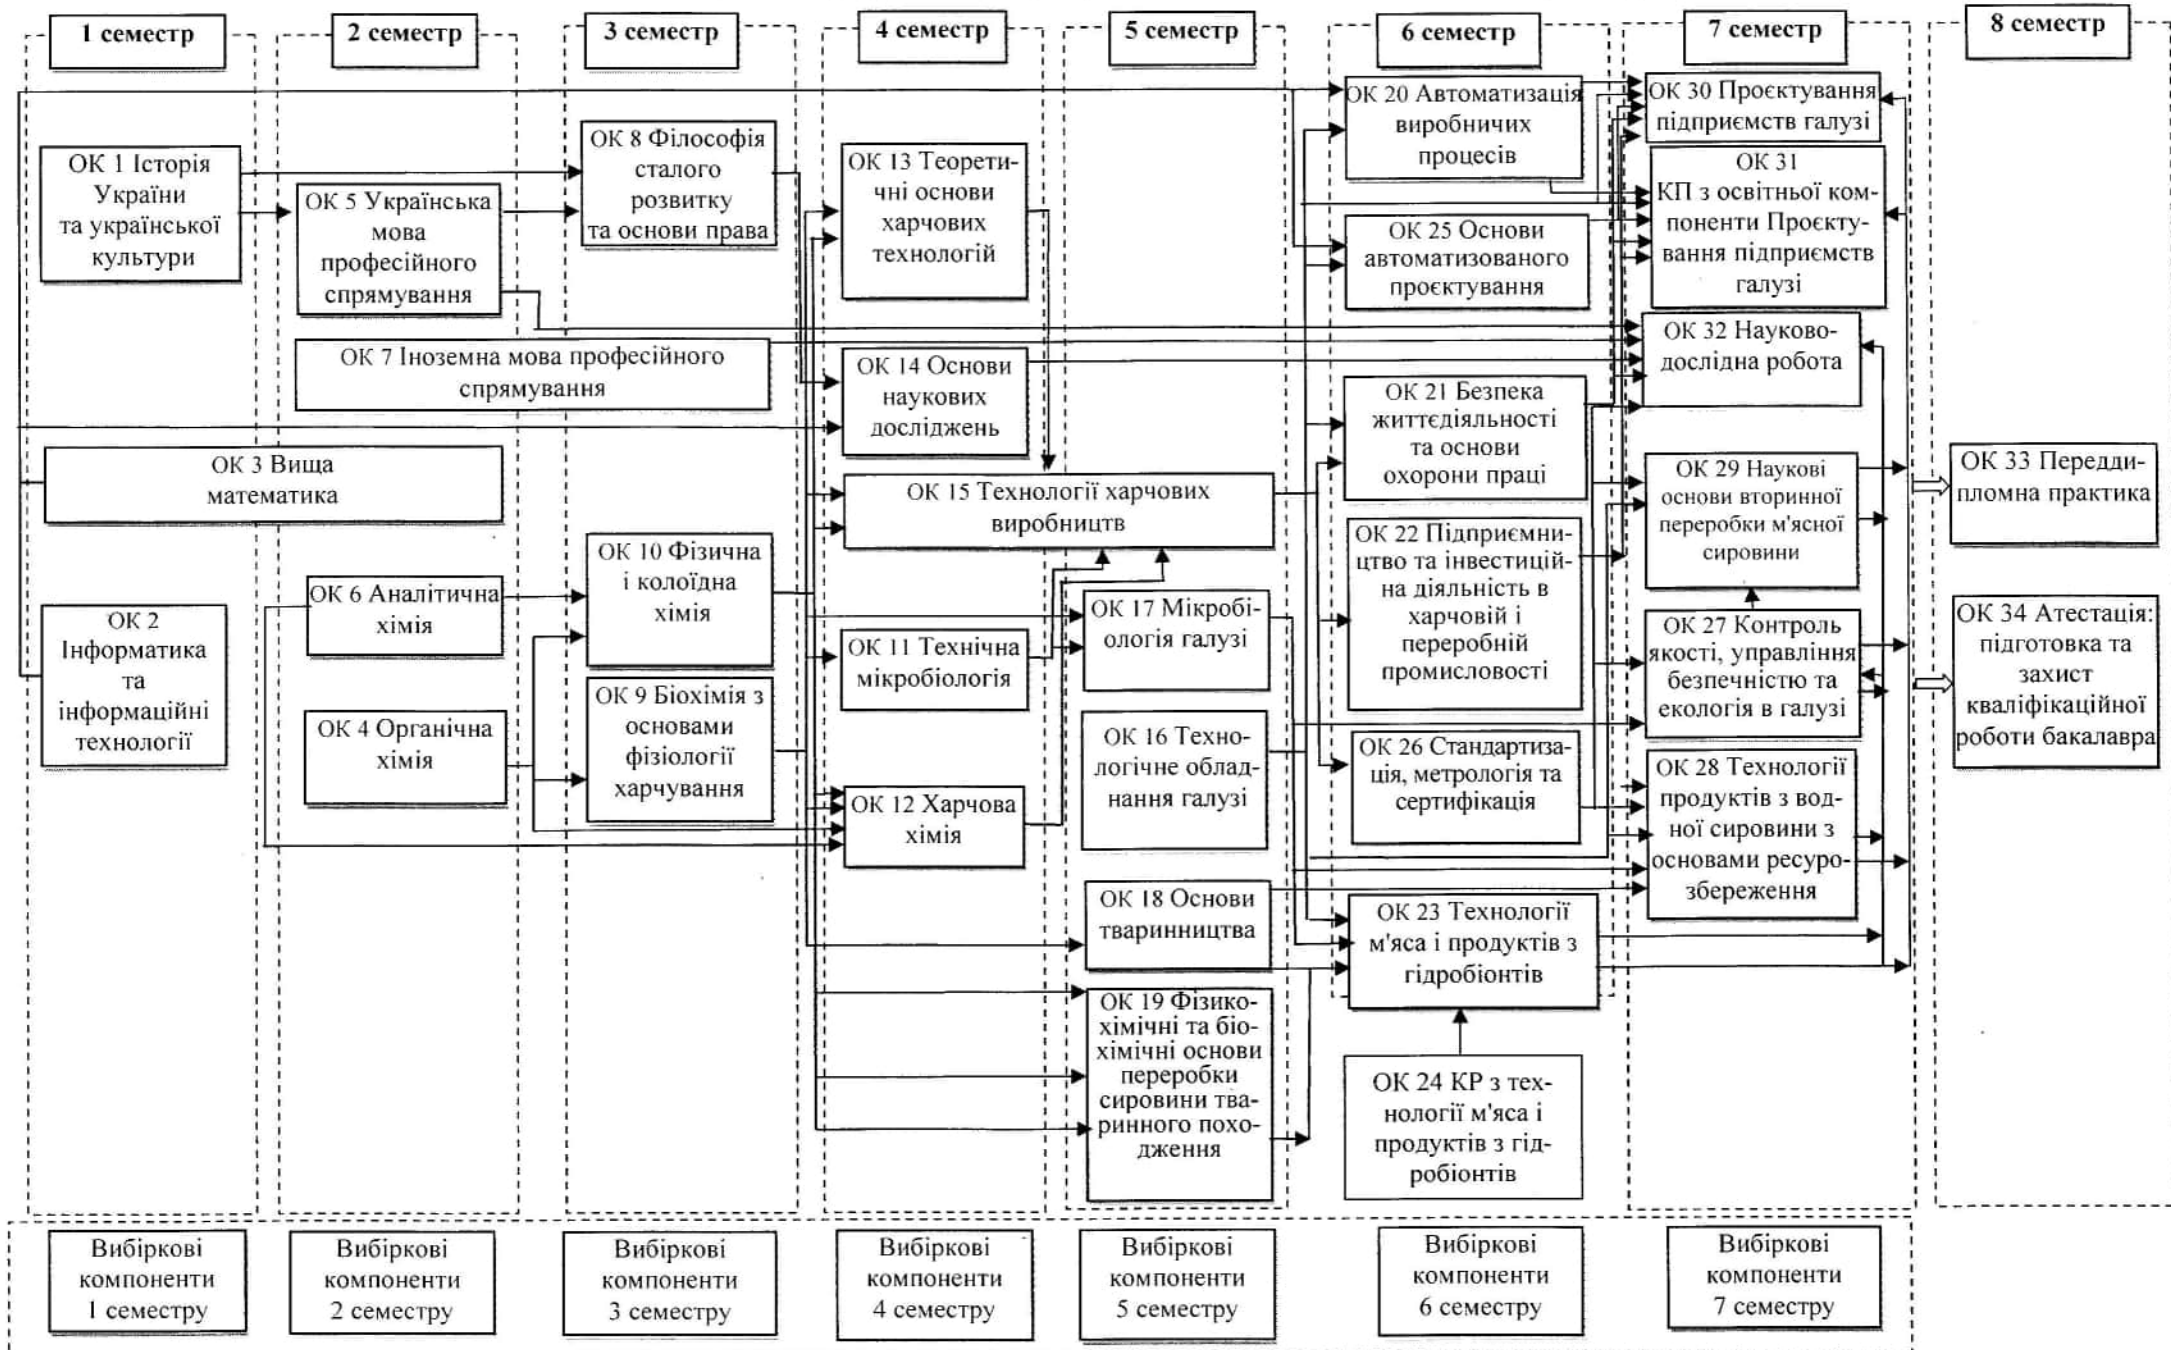 1 семестр
2 семестр
3 семестр
4 семестр
5 семестр
6 семестр
7 семестр
8 семестр
ОК 1 Історія
України
та української
культури
ОК 3 Вища
математика
ОК 2
Інформатика
та
інформаційні
технології
ОК 5 Українська
мова
професійного
спрямування
ОК 7 Іноземна мова професійного
спрямування
ОК 6 Аналітична
хімія
ОК 4 Органічна
хімія
ОК 8 Філософія
сталого
розвитку
та основи права
ОК 10 Фізична
і колоїдна
хімія
ОК 9 Біохімія з
основами
фізіології
харчування
ОК 13 Теорети-
чні основи
харчових
технологій
ОК 14 Основи
наукових
досліджень
ОК 15 Технології харчових
виробництв
ОК 11 Технічна
мікробіологія
ОК 12 Харчова
хімія
ОК 17 Мікробі-
ологія галузі
ОК 16 Техно-
логічне облад-
нання галузі
ОК 18 Основи
тваринництва
ОК 19 Фізико-
хімічні та біо-
хімічні основи
переробки
сировини тва-
ринного похо-
дження
ОК 20 Автоматизація
виробничих
процесів
ОК 25 Основи
автоматизованого
проєктування
ОК 21 Безпека
життєдіяльності
та основи
охорони праці
ОК 22 Підприємни-
цтво та інвестицій-
на діяльність в
харчовій і
переробній
промисловості
ОК 26 Стандартиза-
ція, метрологія та
сертифікація
ОК 23 Технології
м'яса і продуктів з
гідробіонтів
ОК 24 КР з тех-
нології м'яса і
продуктів з гід-
робіонтів
ОК 30 Проєктування
підприємств галузі
ОК 31
КП з освітньої ком-
поненти Проєкту-
вання підприємств
галузі
ОК 32 Науково-
дослідна робота
ОК 29 Наукові
основи вторинної
переробки м'ясної
сировини
ОК 27 Контроль
якості, управління
безпечністю та
екологія в галузі
ОК 28 Технології
продуктів з вод-
ної сировини з
основами ресуро-
збереження
ОК 33 Передди-
пломна практика
ОК 34 Атестація:
підготовка та
захист
кваліфікаційної
роботи бакалавра
Вибіркові
компоненти
1 семестру
Вибіркові
компоненти
2 семестру
Вибіркові
компоненти
3 семестру
Вибіркові
компоненти
4 семестру
Вибіркові
компоненти
5 семестру
Вибіркові
компоненти
6 семестру
Вибіркові
компоненти
7 семестру